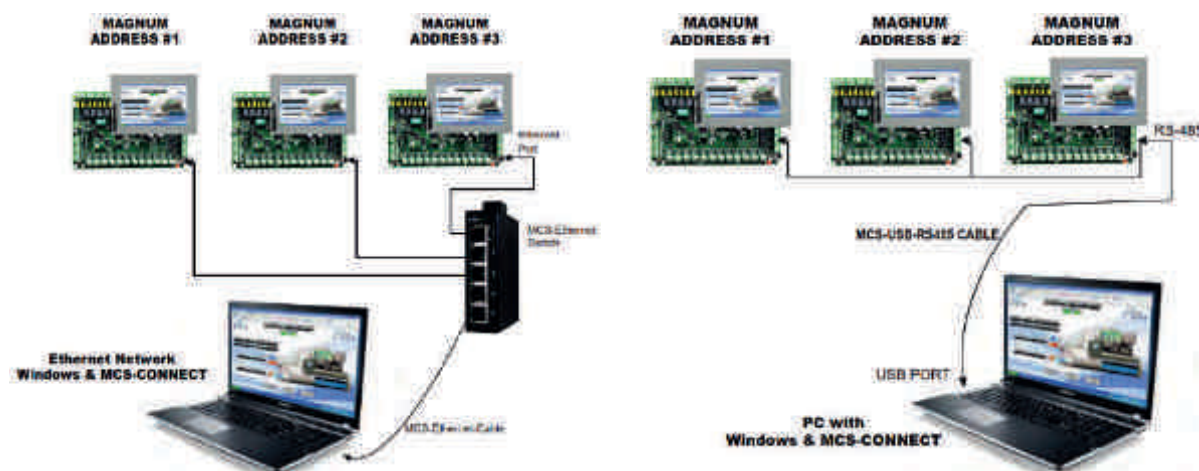 MAGNUM
ADDRESS #1
MAGNUM
ADDRESS #2
MAGNUM
ADDRESS #3
Ethernet
Port
MCS-Ethernet
Ethernet Network
Windows & MCS-CONNECT
MCS-Ethernet-Cable
MAGNUM
ADDRESS #1
MAGNUM
ADDRESS #2
MAGNUM
ADDRESS #3
RS-485
MCS-USB-RS485 CABLE
USB PORT
PC with
Windows & MCS-CONNECT